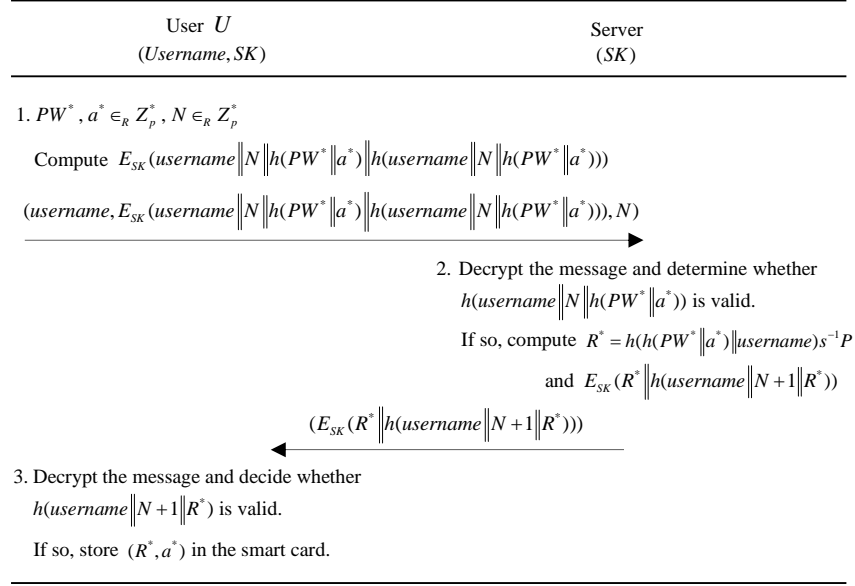 User U
Server
(Username, SK)
(SK)
1. PW*, a* ∈_R Z_p^*, N ∈_R Z_p^*
Compute E_SK(username‖N‖h(PW*‖a*)‖h(username‖N‖h(PW*‖a*)))
(username, E_SK(username‖N‖h(PW*‖a*)‖h(username‖N‖h(PW*‖a*))), N)
2. Decrypt the message and determine whether
h(username‖N‖h(PW*‖a*)) is valid.
If so, compute R* = h(h(PW*‖a*)‖username)s⁻¹P
and E_SK(R*‖h(username‖N+1‖R*))
(E_SK(R*‖h(username‖N+1‖R*)))
3. Decrypt the message and decide whether
h(username‖N+1‖R*) is valid.
If so, store (R*, a*) in the smart card.